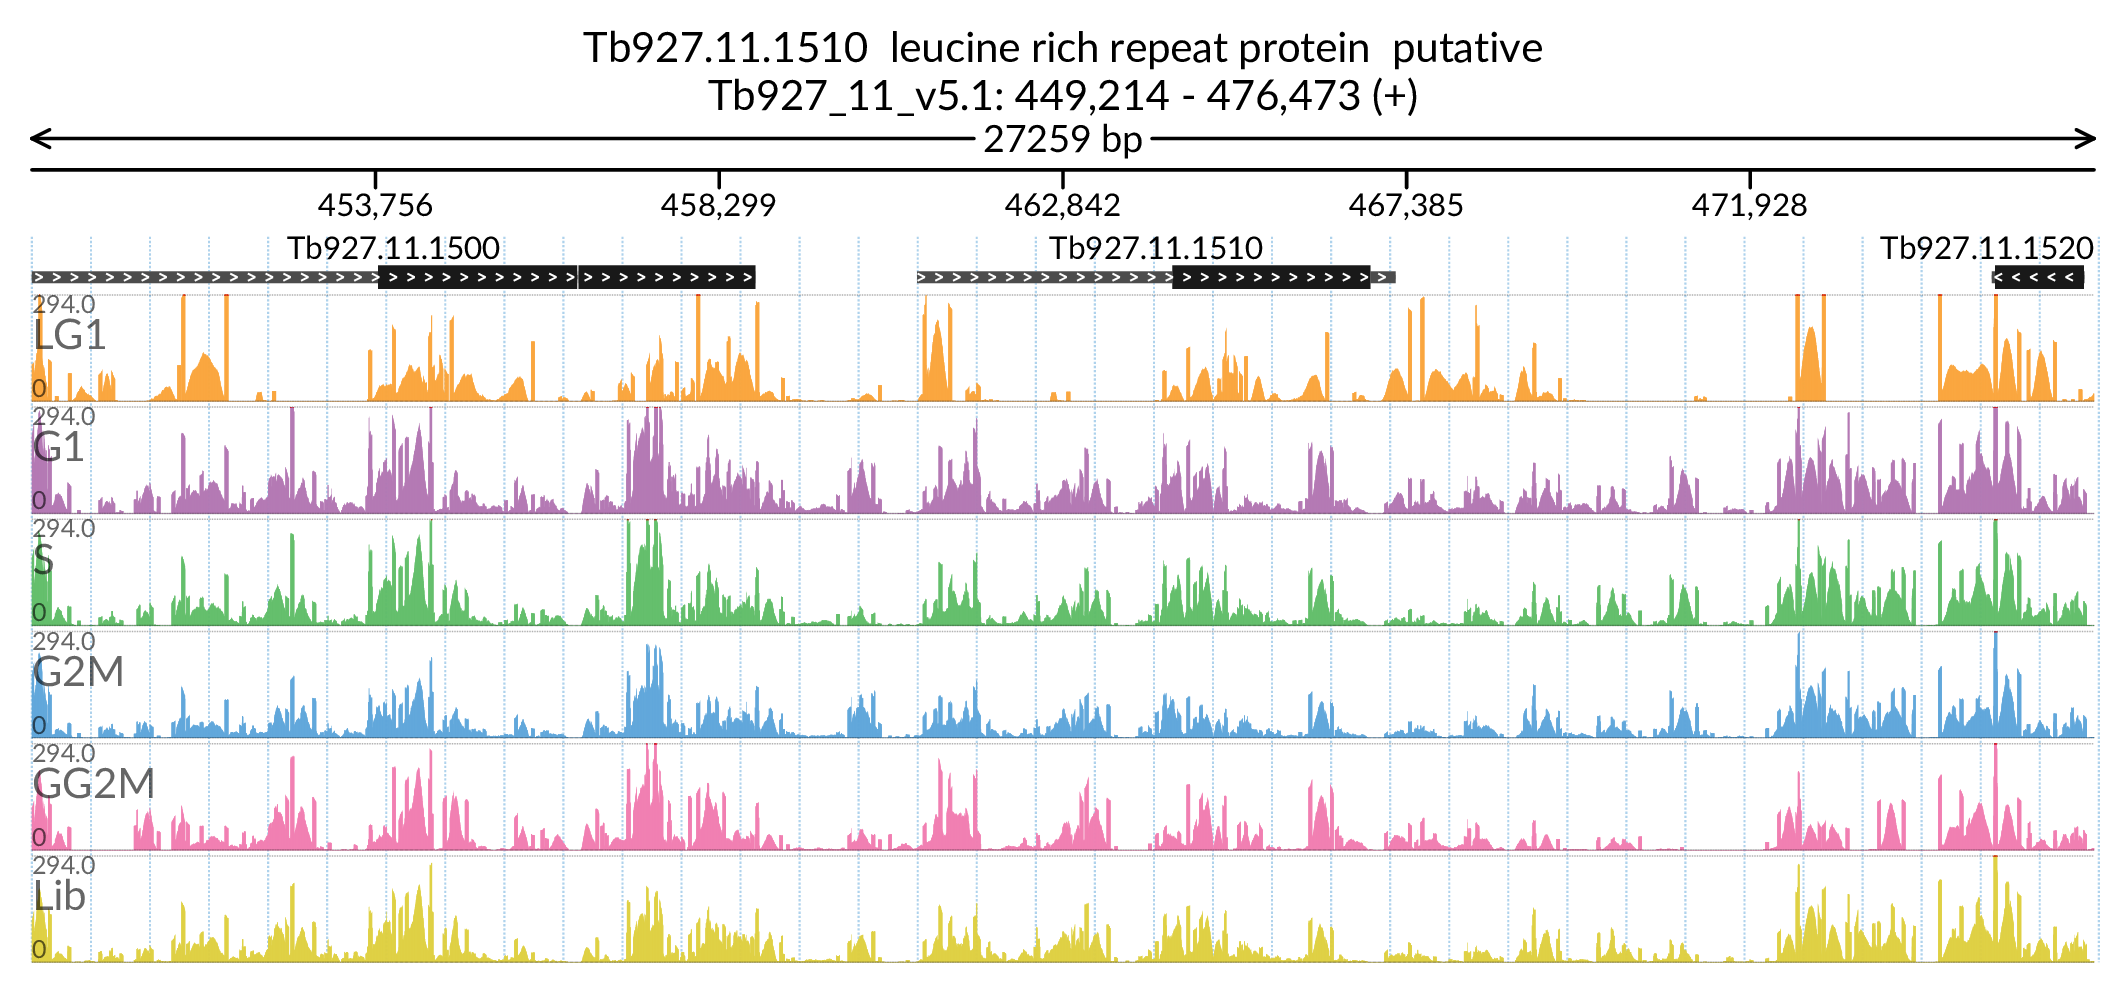 Tb927.11.1510  leucine rich repeat protein  putative
Tb927_11_v5.1: 449,214 - 476,473 (+)
27259 bp
453,756 458,299 462,842 467,385 471,928
Tb927.11.1500 Tb927.11.1510 Tb927.11.1520
294.0
LG1
0
294.0
G1
0
294.0
S
0
294.0
G2M
0
294.0
GG2M
0
294.0
Lib
0